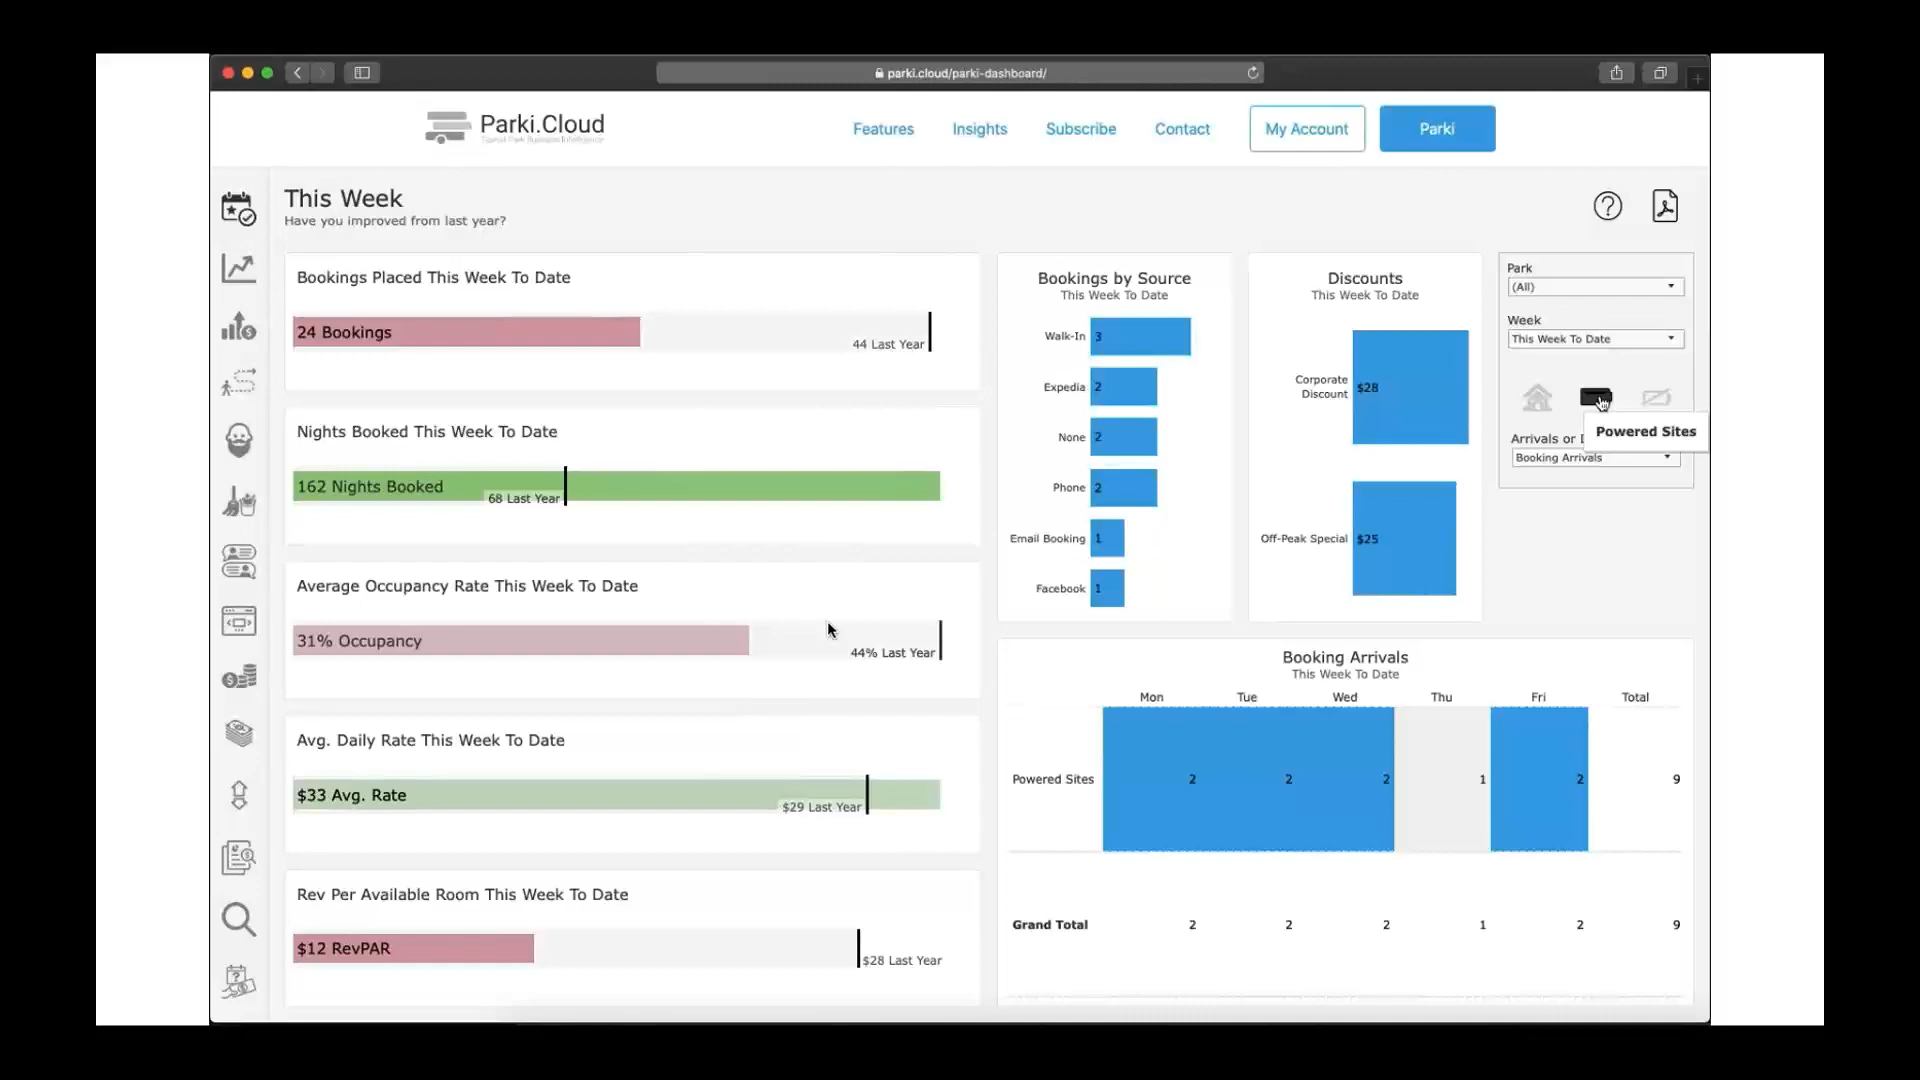 parki.cloud/parki-dashboard/
Parki.Cloud
Tourist Park Business Intelligence
Features
Insights
Subscribe
Contact
My Account
Parki
This Week
Have you improved from last year?
Bookings Placed This Week To Date
24 Bookings
44 Last Year
Nights Booked This Week To Date
162 Nights Booked
68 Last Year
Average Occupancy Rate This Week To Date
31% Occupancy
44% Last Year
Avg. Daily Rate This Week To Date
$33 Avg. Rate
$29 Last Year
Rev Per Available Room This Week To Date
$12 RevPAR
$28 Last Year
Bookings by Source
This Week To Date
Walk-In 3
Expedia 2
None 2
Phone 2
Email Booking 1
Facebook 1
Discounts
This Week To Date
Corporate
Discount
$28
Off-Peak Special $25
Park
(All)
Week
This Week To Date
Powered Sites
Arrivals or
Booking Arrivals
Booking Arrivals
This Week To Date
Mon Tue Wed Thu Fri Total
Powered Sites 2 2 2 1 2 9
Grand Total 2 2 2 1 2 9